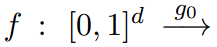 f : [0, 1]^d \xrightarrow{g_0}